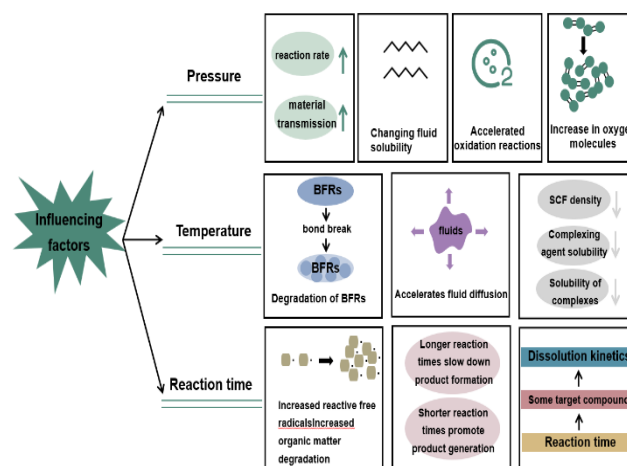 Influencing
factors
Pressure
reaction rate
material
transmission
Changing fluid
solubility
O2
Accelerated
oxidation reactions
Increase in oxygen
molecules
Temperature
BFRs
bond break
BFRs
Degradation of BFRs
fluids
Accelerates fluid diffusion
SCF density
Complexing
agent solubility
Solubility of
complexes
Reaction time
Increased reactive free
radicalsIncreased
organic matter
degradation
Longer reaction
times slow down
product formation
Shorter reaction
times promote
product generation
Dissolution kinetics
Some target compound
Reaction time